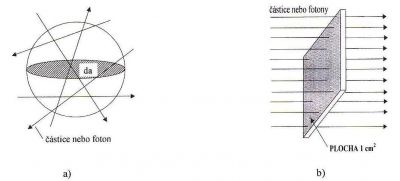 částice nebo fotony
da
částice nebo foton
PLOCHA 1 cm²
a)
b)